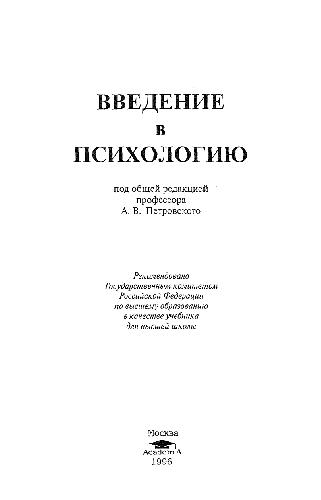 ВВЕДЕНИЕ
в
ПСИХОЛОГИЮ
под общей редакцией
профессора
А. В. Петровского
Рекомендовано
Государственным комитетом
Российской Федерации
по высшему образованию
в качестве учебника
для высшей школы
Москва
AcademiA
1996